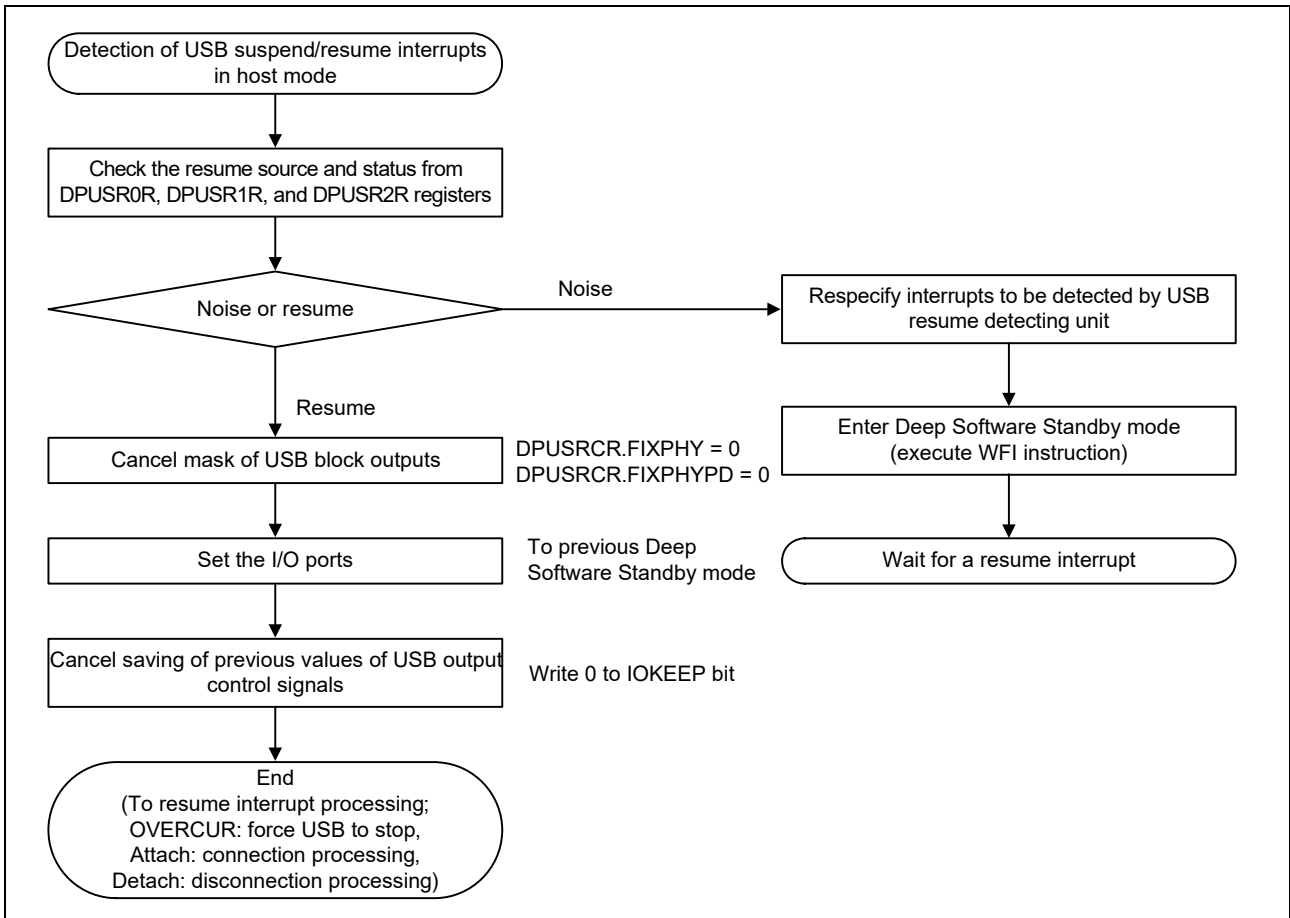 Detection of USB suspend/resume interrupts
in host mode
Check the resume source and status from
DPUSR0R, DPUSR1R, and DPUSR2R registers
Noise or resume
Noise
Respecify interrupts to be detected by USB
resume detecting unit
Resume
Enter Deep Software Standby mode
(execute WFI instruction)
Cancel mask of USB block outputs
DPUSRCR.FIXPHY = 0
DPUSRCR.FIXPHYPD = 0
Set the I/O ports
To previous Deep
Software Standby mode
Wait for a resume interrupt
Cancel saving of previous values of USB output
control signals
Write 0 to IOKEEP bit
End
(To resume interrupt processing;
OVERCUR: force USB to stop,
Attach: connection processing,
Detach: disconnection processing)